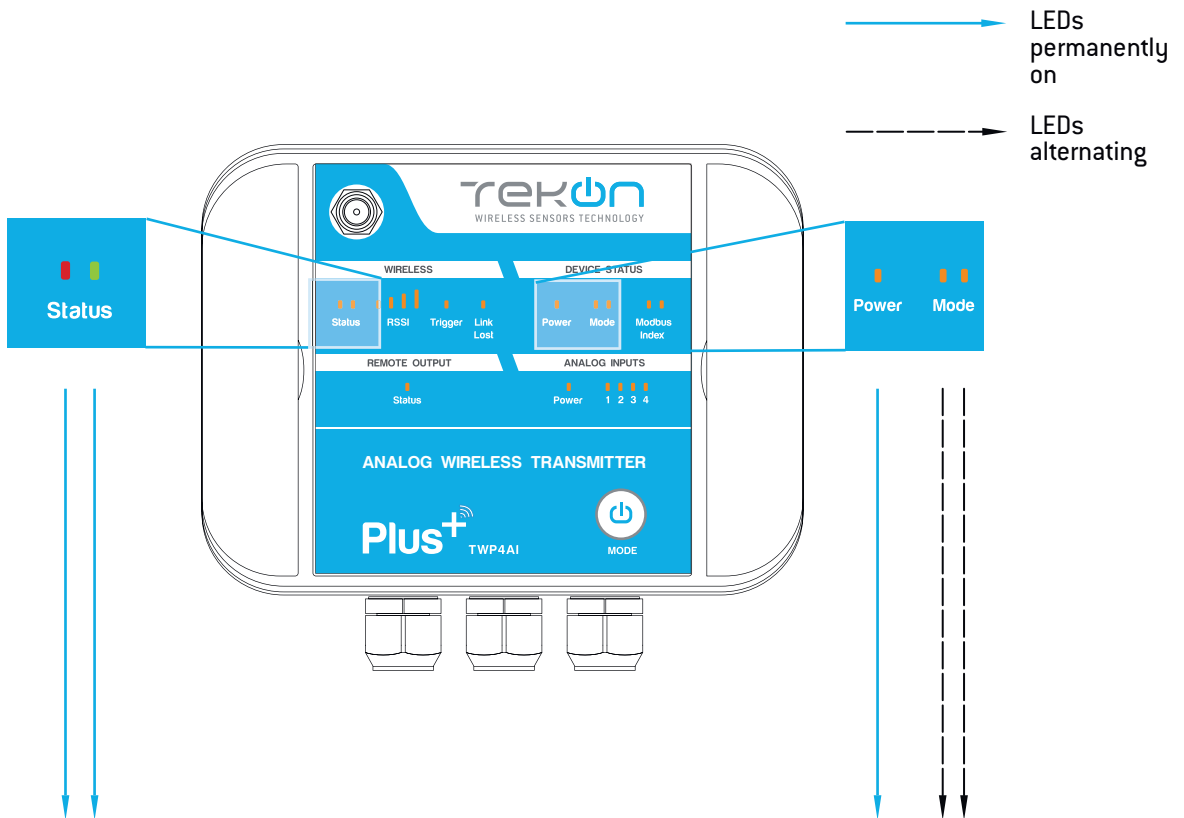 LEDs
permanently
on
LEDs
alternating
TEKON
WIRELESS SENSORS TECHNOLOGY
WIRELESS
DEVICE STATUS
Status
Power
Mode
Status
RSSI
Trigger
Link
Lost
Power
Mode
Modbus
Index
REMOTE OUTPUT
ANALOG INPUTS
Status
Power
1 2 3 4
ANALOG WIRELESS TRANSMITTER
Plus+
TWP4AI
MODE